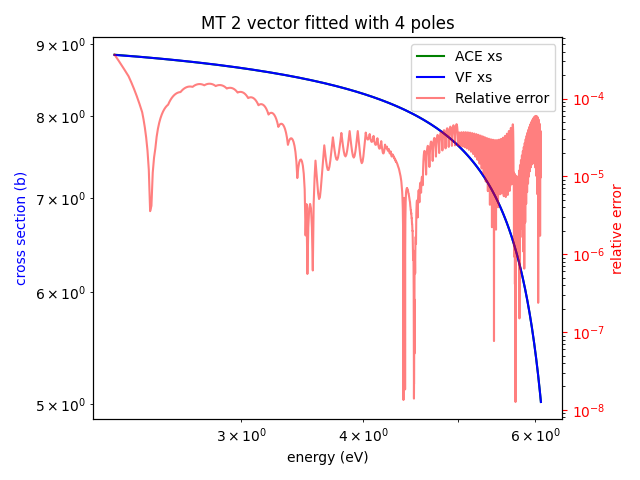 MT 2 vector fitted with 4 poles
ACE xs
VF xs
Relative error
9 × 10⁰
8 × 10⁰
7 × 10⁰
6 × 10⁰
5 × 10⁰
cross section (b)
10⁻⁴
10⁻⁵
10⁻⁶
10⁻⁷
10⁻⁸
relative error
3 × 10⁰ 4 × 10⁰ 6 × 10⁰
energy (eV)